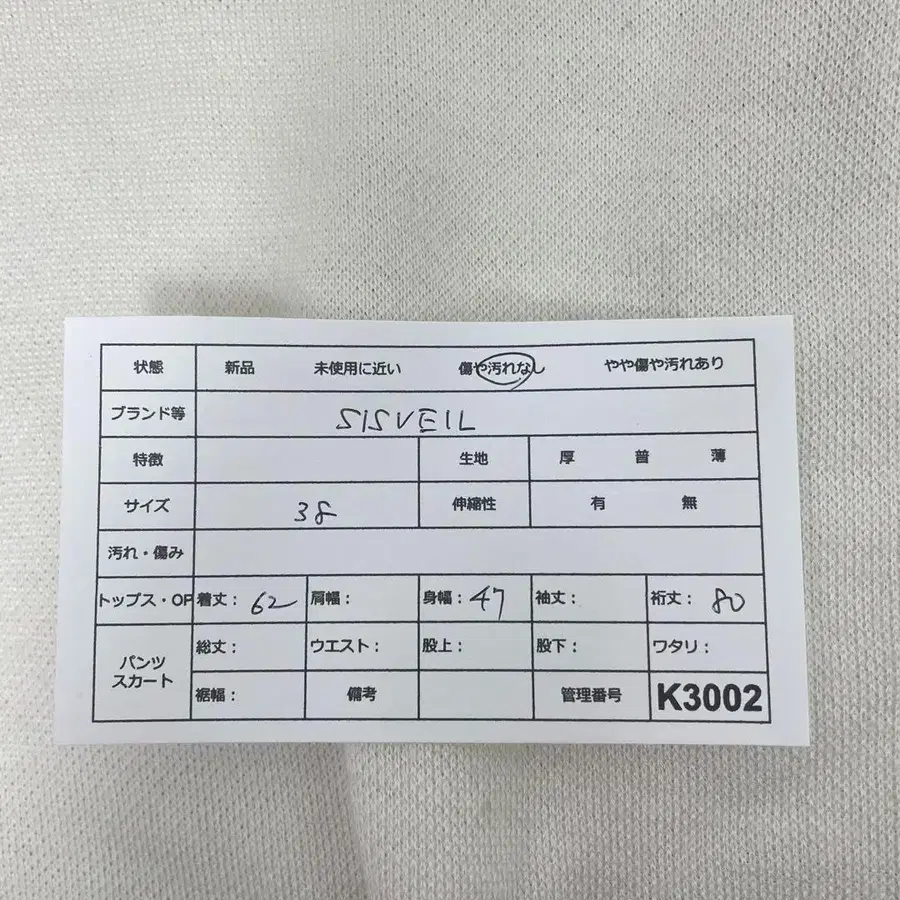 状態 新品 未使用に近い 傷や汚れなし やや傷や汚れあり
ブランド等 SISVEIL
特徴 生地 厚 普 薄
サイズ 38 伸縮性 有 無
汚れ・傷み
トップス・OP 着丈: 62 肩幅: 身幅: 47 袖丈: 裄丈: 80
パンツ スカート 総丈: ウエスト: 股上: 股下: ワタリ:
裾幅: 備考 管理番号 K3002